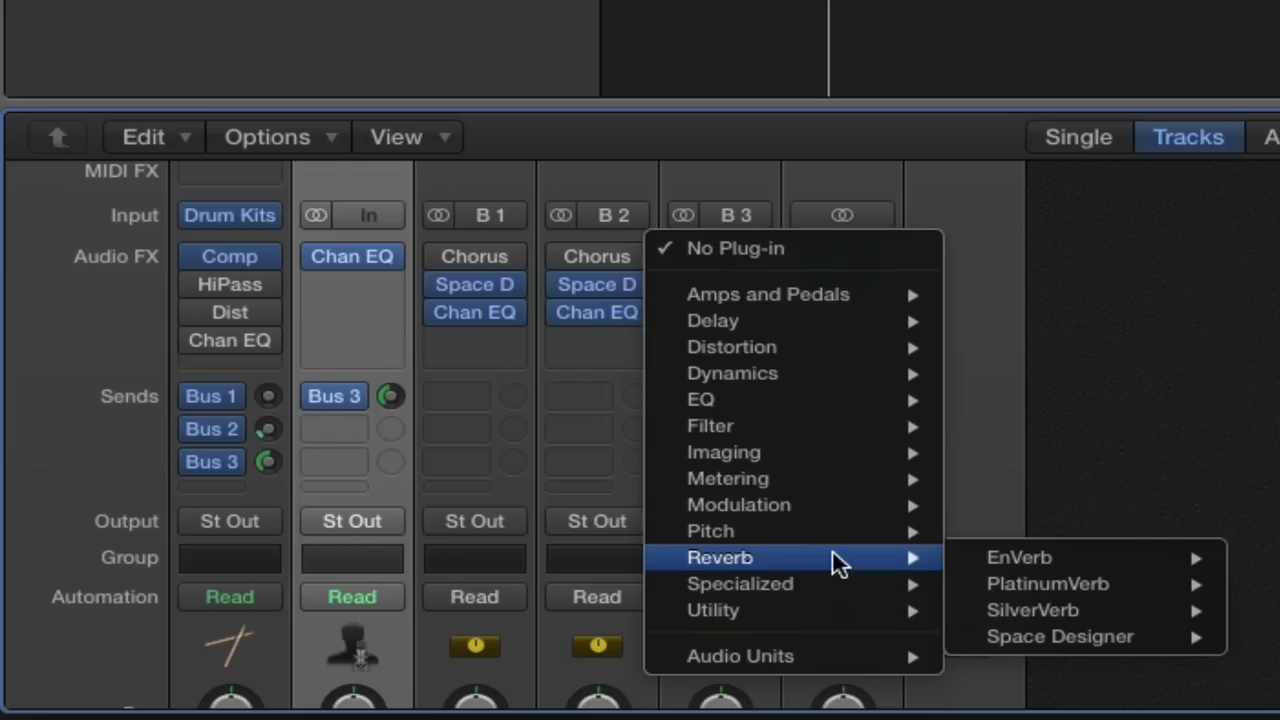 Edit Options View Single Tracks A
MIDI FX
Input Drum Kits In B 1 B 2 B 3
Audio FX Comp Chan EQ Chorus Chorus
HiPass Space D Space D
Dist Chan EQ Chan EQ
Chan EQ
Sends Bus 1 Bus 3
Bus 2
Bus 3
Output St Out St Out St Out St Out
Group
Automation Read Read Read Read
No Plug-in
Amps and Pedals
Delay
Distortion
Dynamics
EQ
Filter
Imaging
Metering
Modulation
Pitch
Reverb
Specialized
Utility
Audio Units
EnVerb
PlatinumVerb
SilverVerb
Space Designer